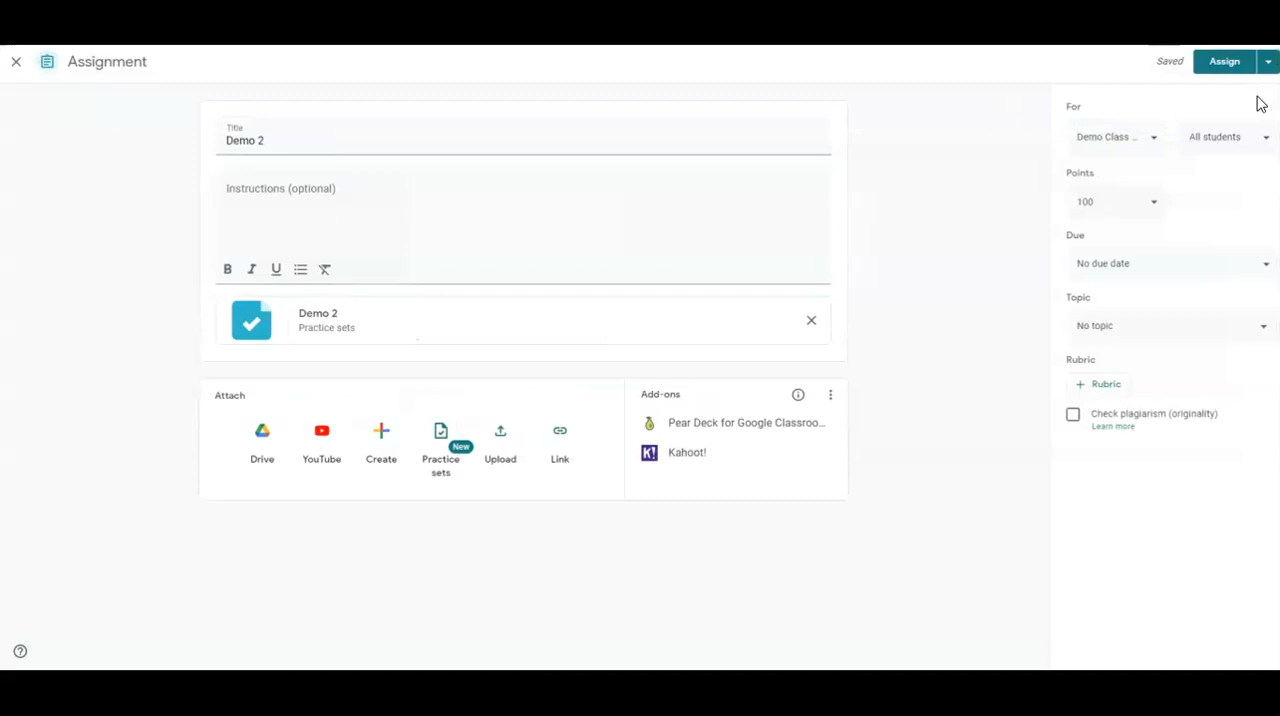 Assignment
Saved
Assign
Title
Demo 2
Instructions (optional)
B I U
Demo 2
Practice sets
Attach
Drive
YouTube
Create
New
Practice sets
Upload
Link
Add-ons
Pear Deck for Google Classroo...
K! Kahoot!
For
Demo Class ...
All students
Points
100
Due
No due date
Topic
No topic
Rubric
+ Rubric
Check plagiarism (originality)
Learn more